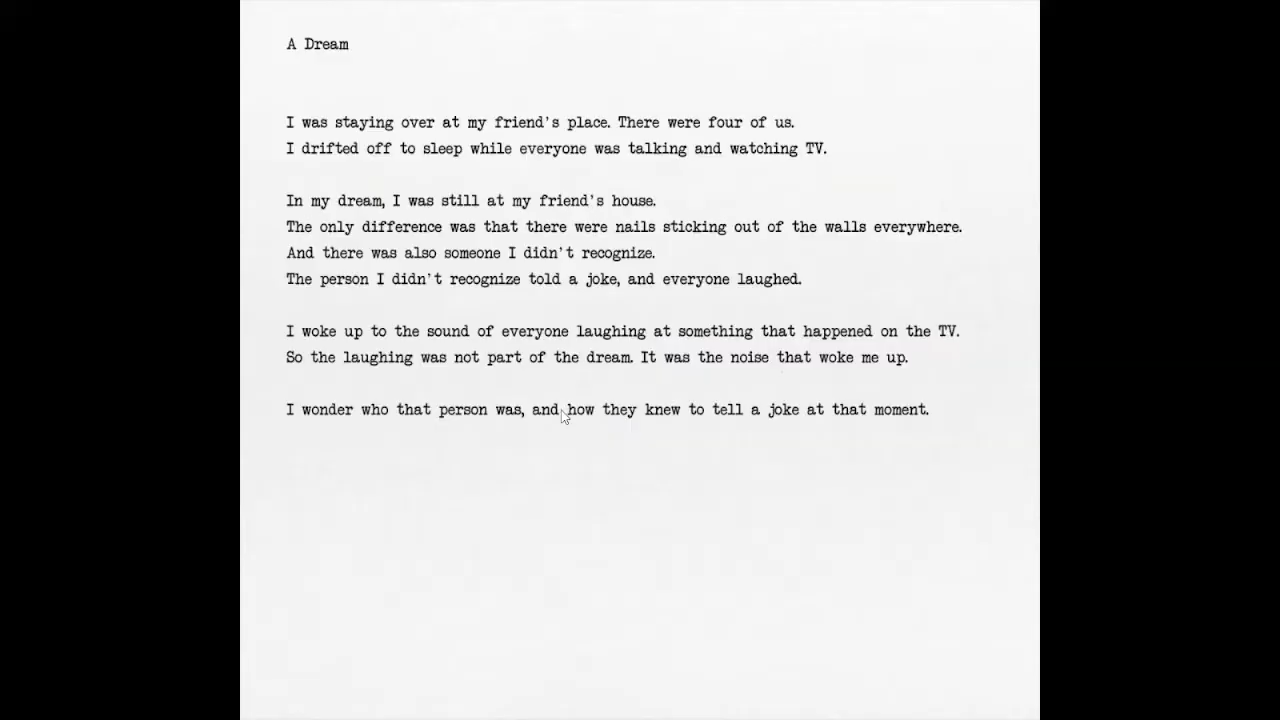 A Dream
I was staying over at my friend's place. There were four of us.
I drifted off to sleep while everyone was talking and watching TV.
In my dream, I was still at my friend's house.
The only difference was that there were nails sticking out of the walls everywhere.
And there was also someone I didn't recognize.
The person I didn't recognize told a joke, and everyone laughed.
I woke up to the sound of everyone laughing at something that happened on the TV.
So the laughing was not part of the dream. It was the noise that woke me up.
I wonder who that person was, and how they knew to tell a joke at that moment.